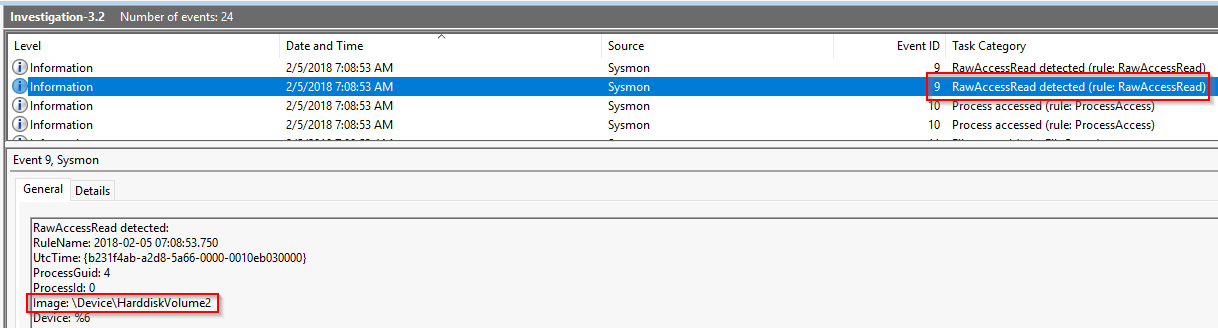 Investigation-3.2 Number of events: 24
Level Date and Time Source Event ID Task Category
Information 2/5/2018 7:08:53 AM Sysmon 9 RawAccessRead detected (rule: RawAccessRead)
Information 2/5/2018 7:08:53 AM Sysmon 9 RawAccessRead detected (rule: RawAccessRead)
Information 2/5/2018 7:08:53 AM Sysmon 10 Process accessed (rule: ProcessAccess)
Information 2/5/2018 7:08:53 AM Sysmon 10 Process accessed (rule: ProcessAccess)
Event 9, Sysmon
General Details
RawAccessRead detected:
RuleName: 2018-02-05 07:08:53.750
UtcTime: {b231f4ab-a2d8-5a66-0000-0010eb030000}
ProcessGuid: 4
ProcessId: 0
Image: \Device\HarddiskVolume2
Device: %6